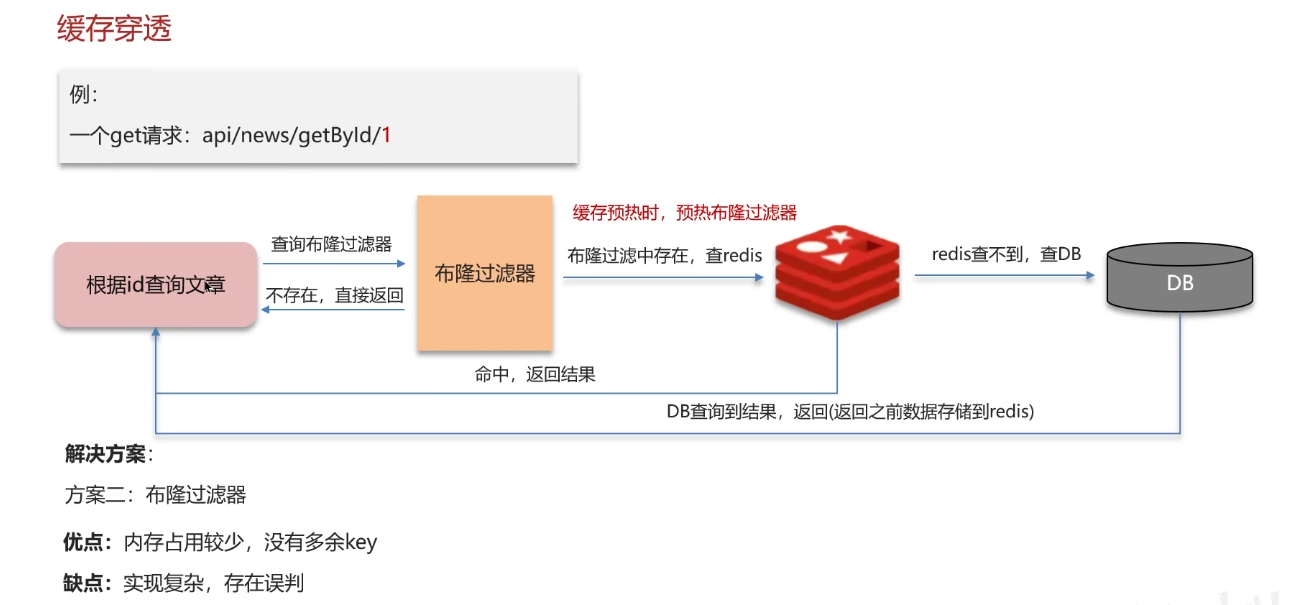 缓存穿透
例：
一个get请求：api/news/getById/1
缓存预热时，预热布隆过滤器
查询布隆过滤器
布隆过滤中存在，查redis
redis查不到，查DB
根据id查询文章
布隆过滤器
DB
不存在，直接返回
命中，返回结果
DB查询到结果，返回(返回之前数据存储到redis)
解决方案：
方案二：布隆过滤器
优点：内存占用较少，没有多余key
缺点：实现复杂，存在误判